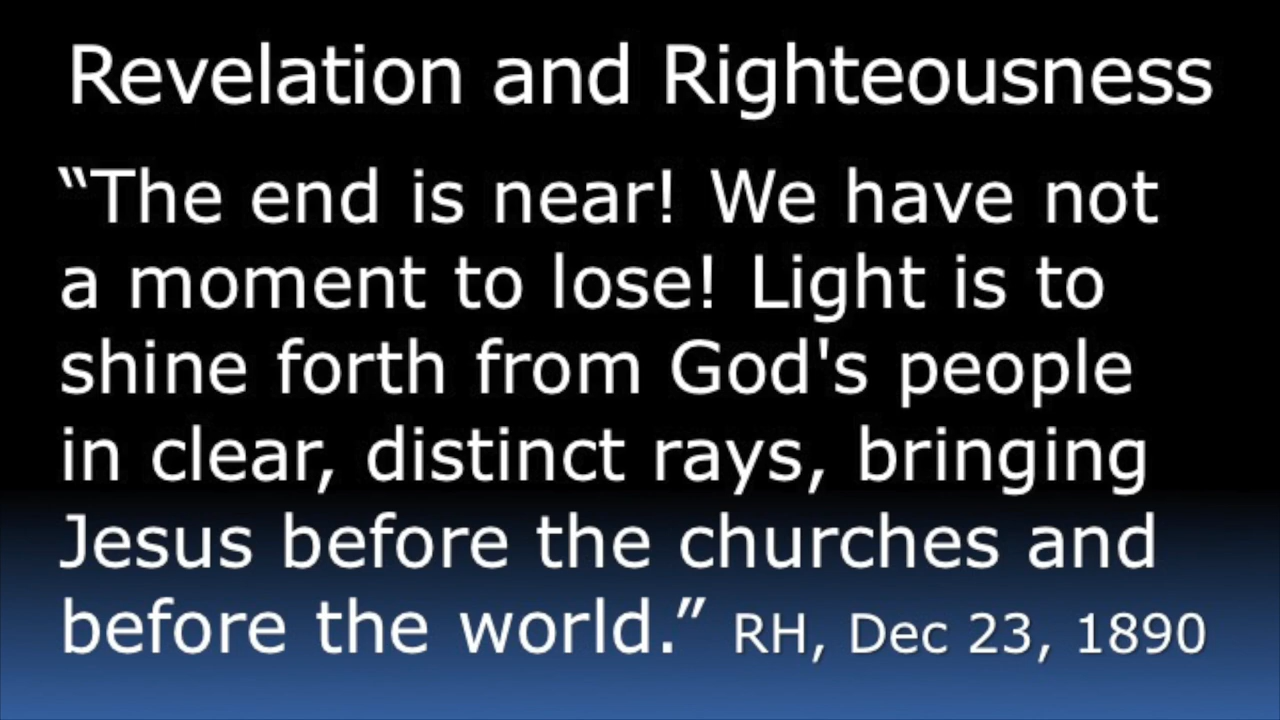 Revelation and Righteousness
“The end is near! We have not
a moment to lose! Light is to
shine forth from God's people
in clear, distinct rays, bringing
Jesus before the churches and
before the world.” RH, Dec 23, 1890